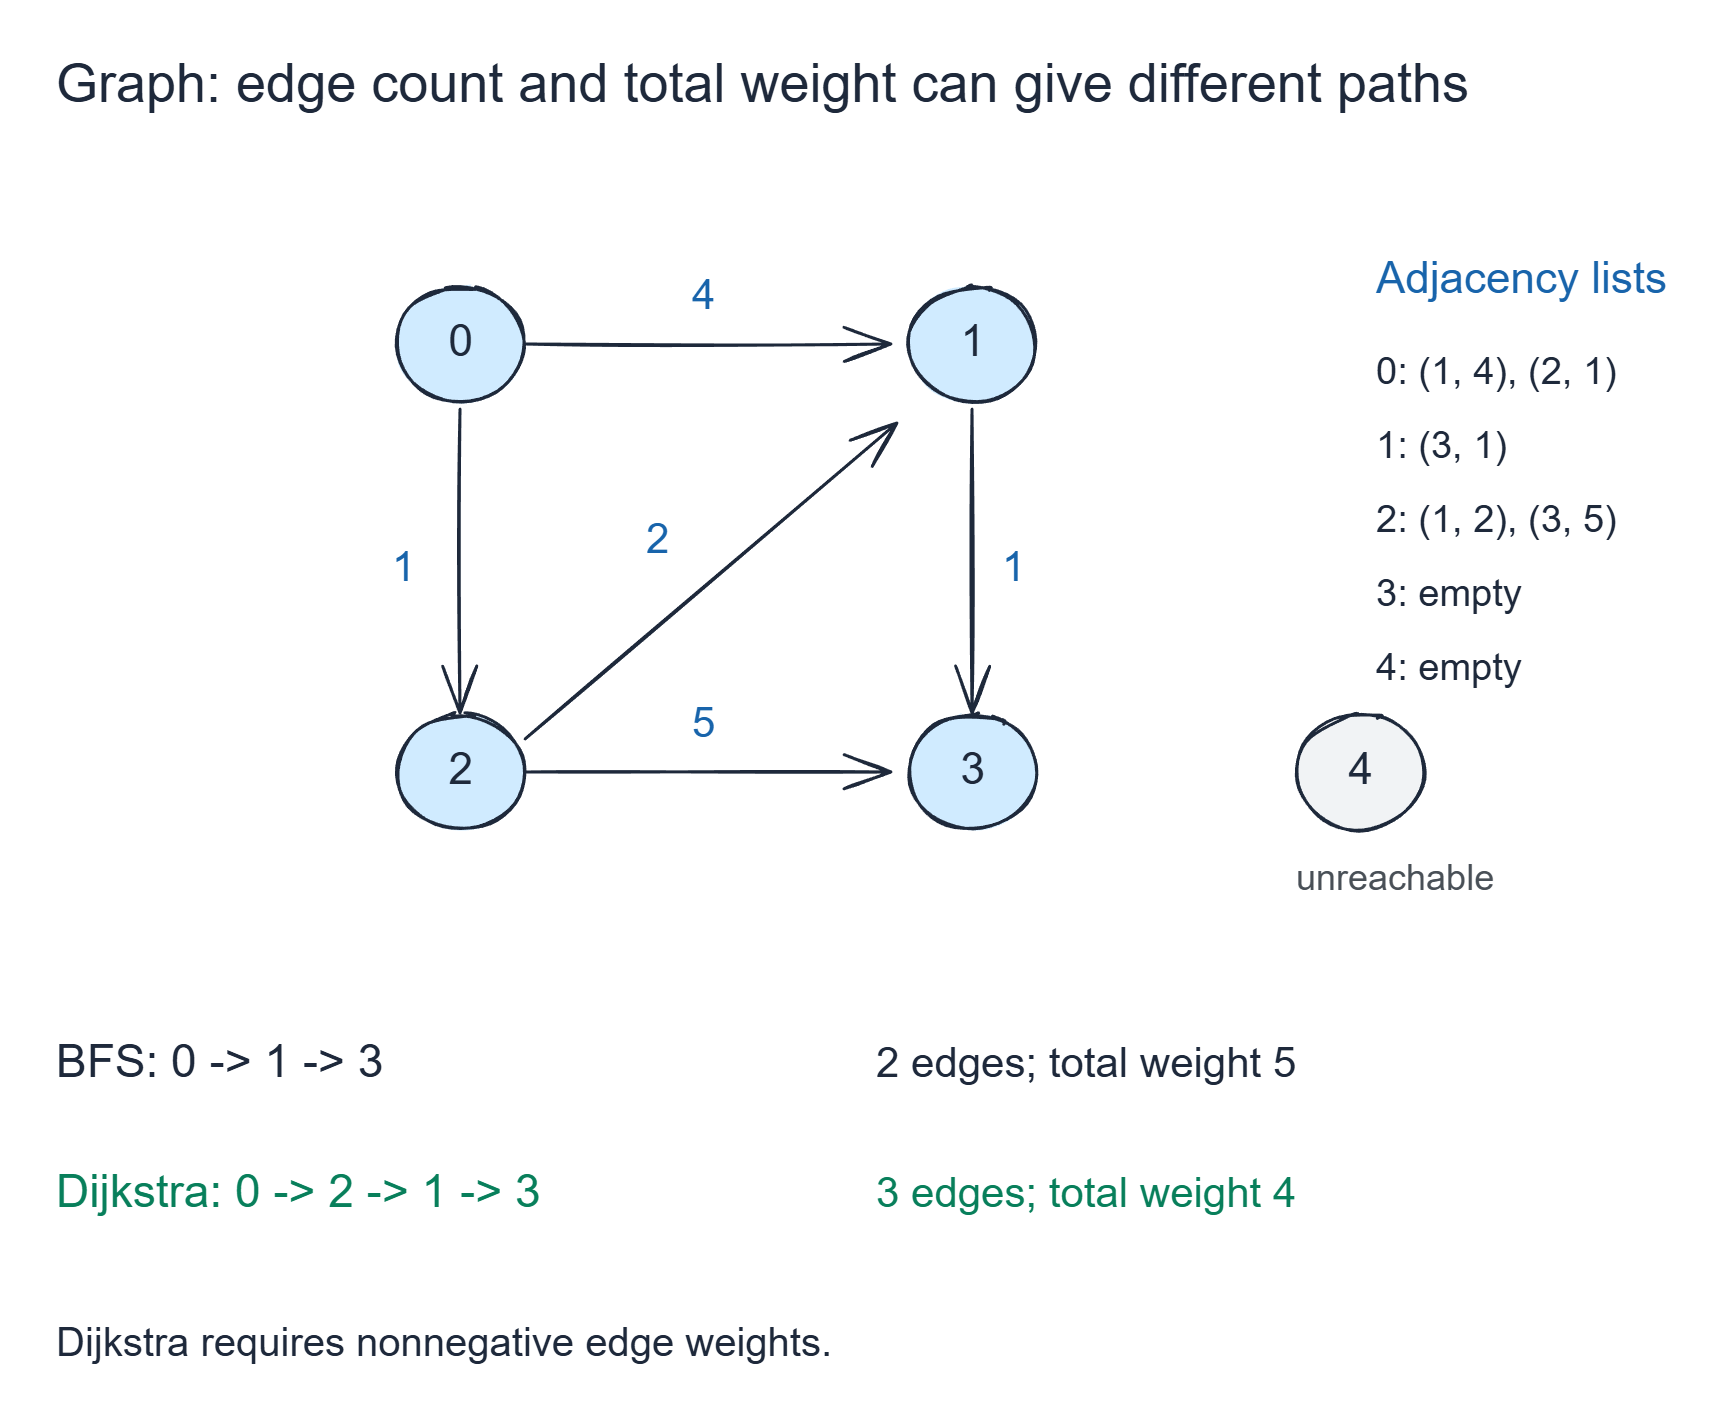 Graph: edge count and total weight can give different paths
4
0
1
Adjacency lists
0: (1, 4), (2, 1)
1: (3, 1)
2: (1, 2), (3, 5)
3: empty
4: empty
1
2
1
5
2
3
4
unreachable
BFS: 0 -> 1 -> 3
2 edges; total weight 5
Dijkstra: 0 -> 2 -> 1 -> 3
3 edges; total weight 4
Dijkstra requires nonnegative edge weights.